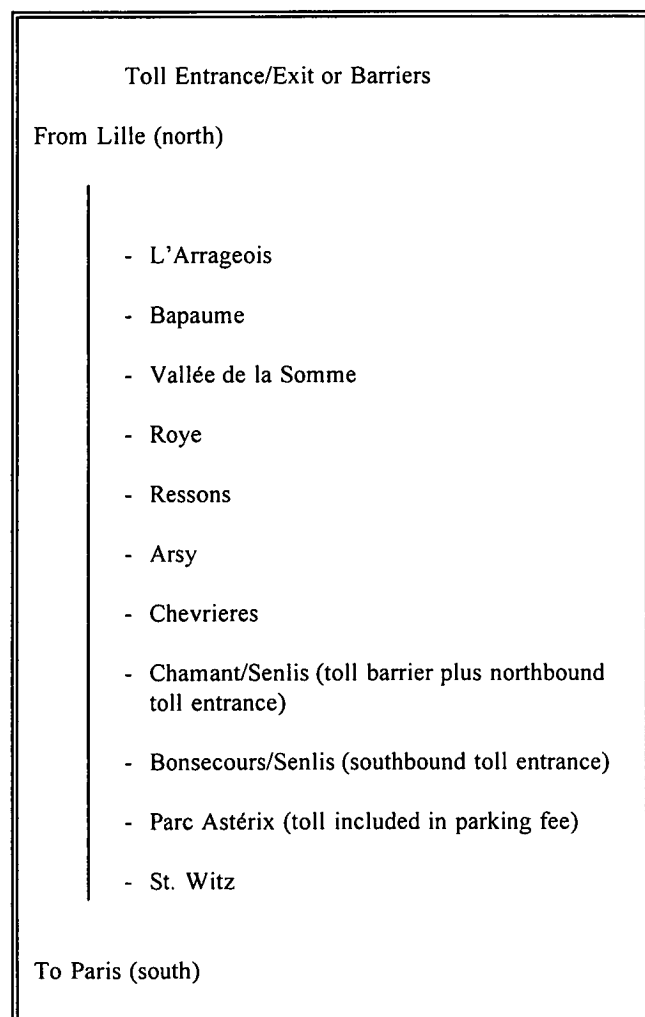 Toll Entrance/Exit or Barriers
From Lille (north)
- L'Arrageois
- Bapaume
- Vallée de la Somme
- Roye
- Ressons
- Arsy
- Chevrieres
- Chamant/Senlis (toll barrier plus northbound
toll entrance)
- Bonsecours/Senlis (southbound toll entrance)
- Parc Astérix (toll included in parking fee)
- St. Witz
To Paris (south)